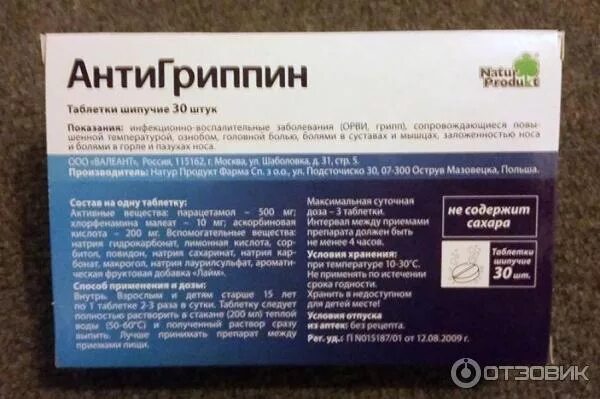 АнтиГриппин
Natur
Produkt
Таблетки шипучие 30 штук
Показания: инфекционно-воспалительные заболевания (ОРВИ, грипп), сопровождающиеся повы-
шенной температурой, ознобом, головной болью, болями в суставах и мышцах, заложенностью носа
и болями в горле и пазухах носа.
ООО «ВАЛЕАНТ», Россия, 115162, г. Москва, ул. Шаболовка, д. 31, стр. 5.
Производитель: Натур Продукт Фарма Сп. з о.о., ул. Подсточиско 30, 07-300 Острув Мазовецка, Польша.
Состав на одну таблетку:
Активные вещества: парацетамол – 500 мг;
хлорфенамина малеат – 10 мг; аскорбиновая
кислота – 200 мг. Вспомогательные вещества:
натрия гидрокарбонат, лимонная кислота, сор-
битол, повидон, натрия сахаринат, натрия кар-
бонат, макрогол, натрия лаурилсульфат, аромати-
ческая фруктовая добавка «Лайм».
Способ применения и дозы:
Внутрь. Взрослым и детям старше 15 лет
по 1 таблетке 2-3 раза в сутки. Таблетку следует
полностью растворить в стакане (200 мл) теплой
воды (50-60°С) и полученный раствор сразу
выпить. Лучше принимать препарат между
приемами пищи.
Максимальная суточная
доза – 3 таблетки.
Интервал между приемами
препарата должен быть
не менее 4 часов.
Условия хранения:
при температуре 10-30°С.
Не применять по истечении
срока годности.
Хранить в недоступном
для детей месте!
Условия отпуска
из аптек: без рецепта.
Рег. уд.: П N015187/01 от 12.08.2009 г.
не содержит
сахара
Таблетки
шипучие
30 шт.
ОТЗОВИК